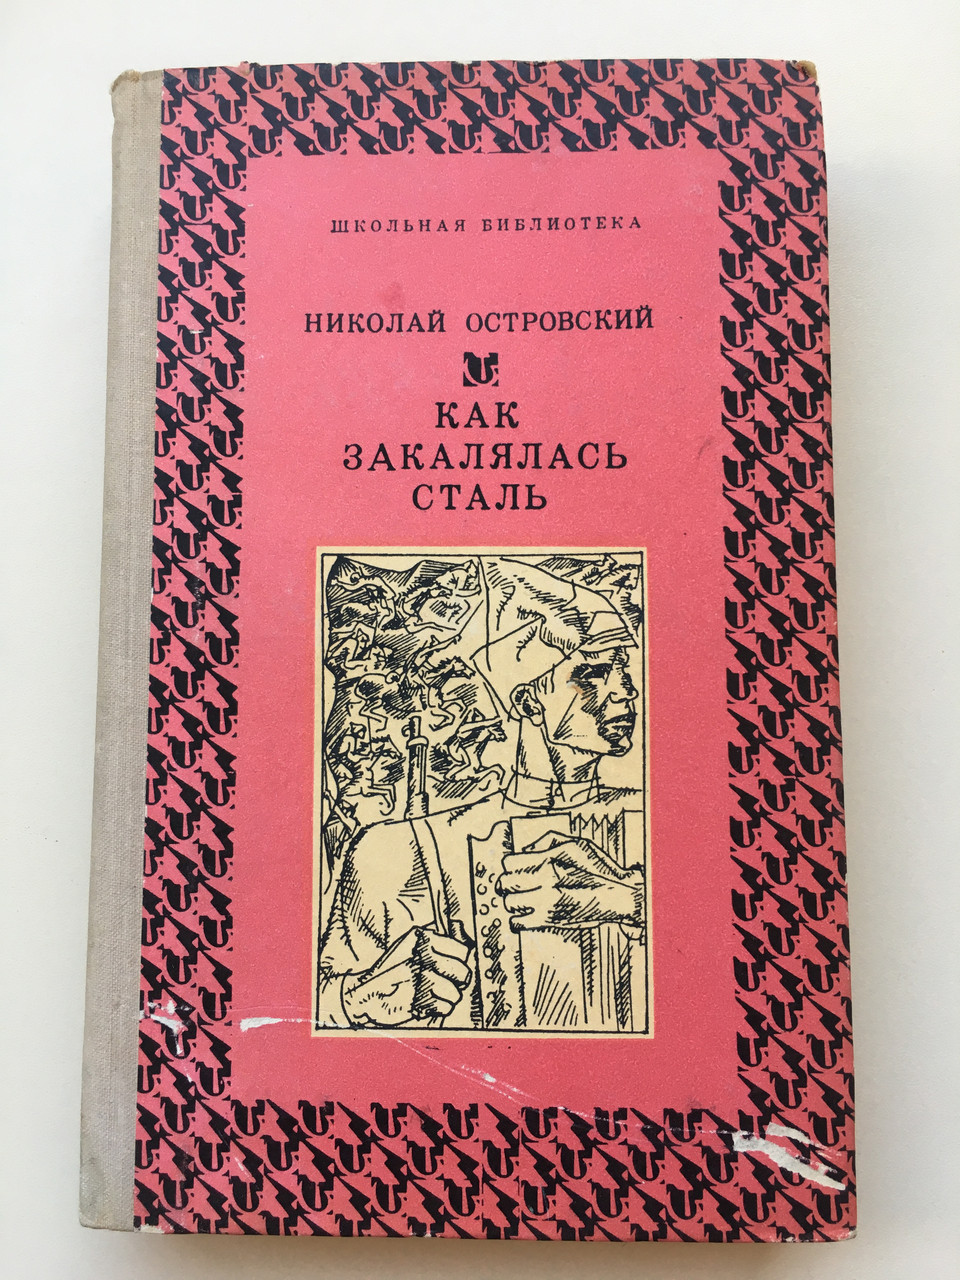 ШКОЛЬНАЯ БИБЛИОТЕКА
НИКОЛАЙ ОСТРОВСКИЙ
КАК
ЗАКАЛЯЛАСЬ
СТАЛЬ